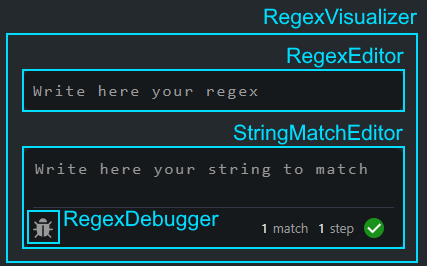 RegexVisualizer
RegexEditor
Write here your regex
StringMatchEditor
Write here your string to match
RegexDebugger
1 match 1 step